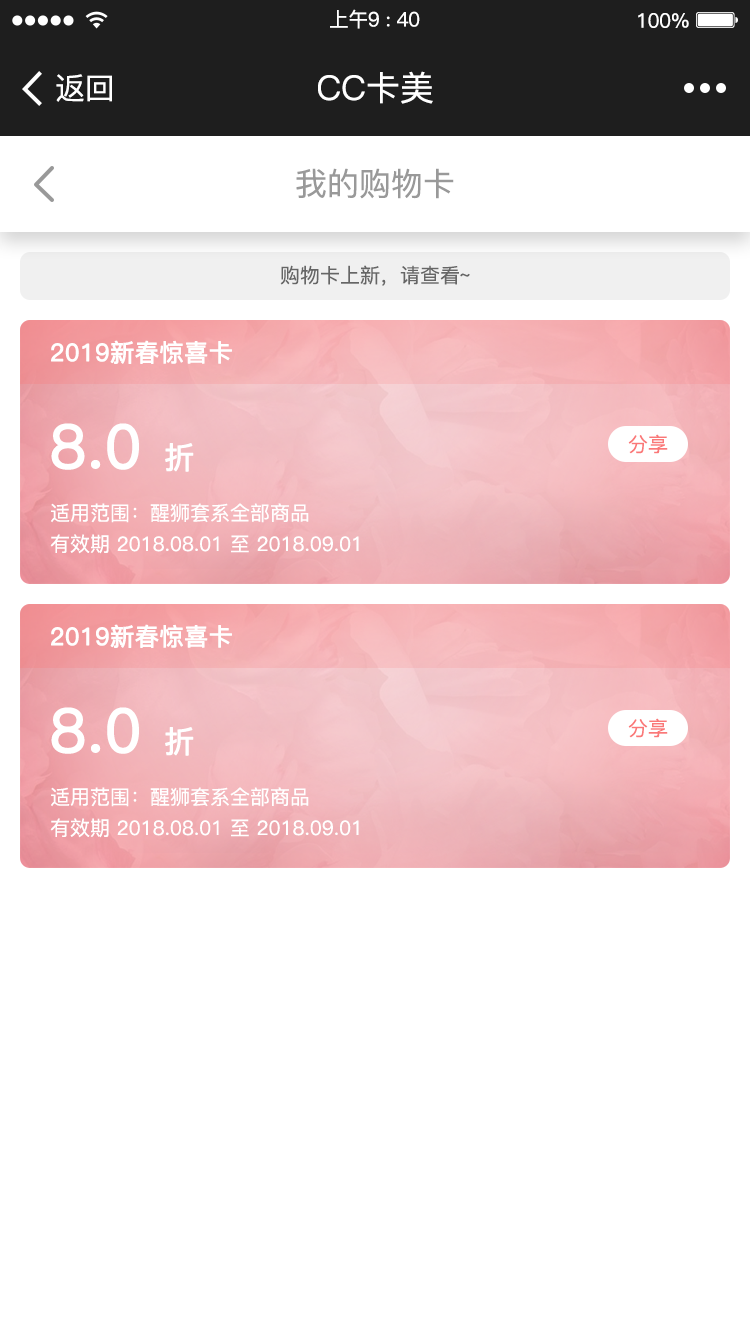 上午9 : 40
100%
返回
CC卡美
我的购物卡
购物卡上新，请查看~
2019新春惊喜卡
8.0 折
分享
适用范围：醒狮套系全部商品
有效期 2018.08.01 至 2018.09.01
2019新春惊喜卡
8.0 折
分享
适用范围：醒狮套系全部商品
有效期 2018.08.01 至 2018.09.01